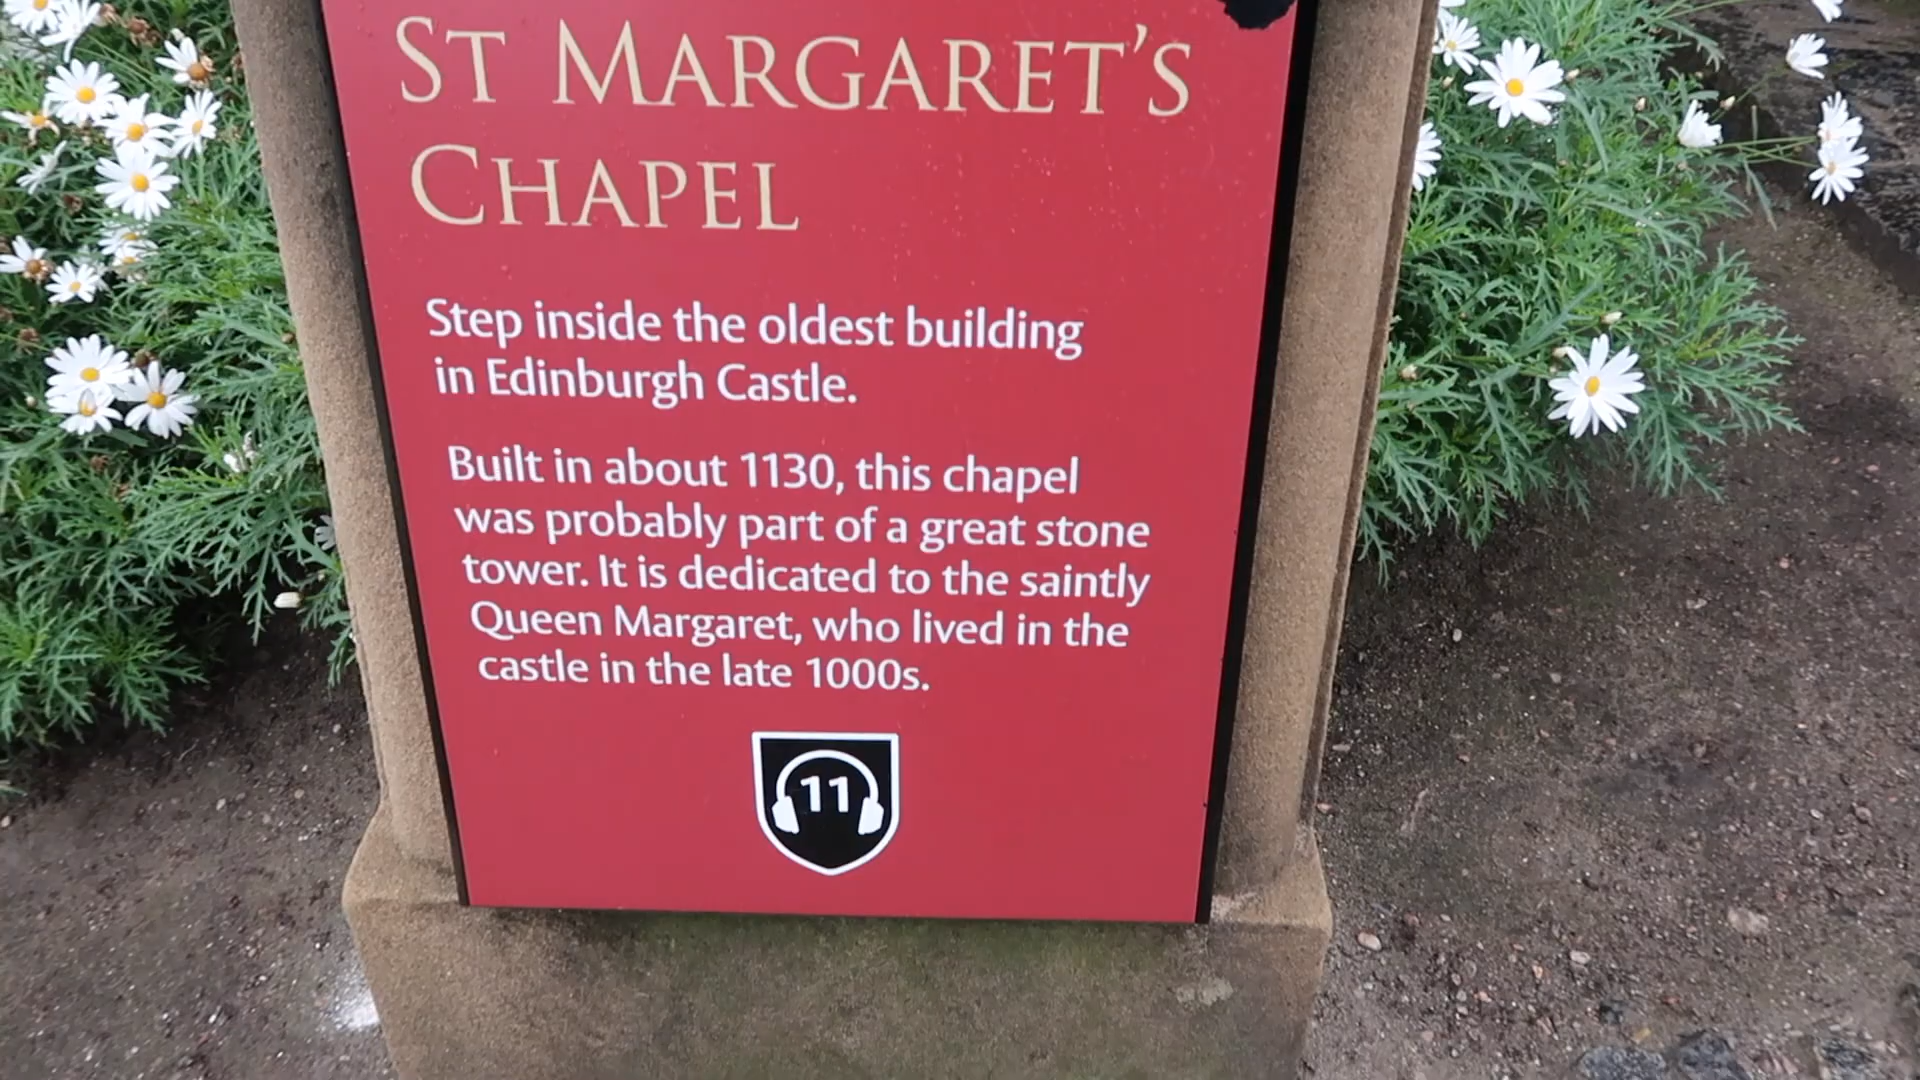 ST MARGARET'S
CHAPEL
Step inside the oldest building
in Edinburgh Castle.
Built in about 1130, this chapel
was probably part of a great stone
tower. It is dedicated to the saintly
Queen Margaret, who lived in the
castle in the late 1000s.
11